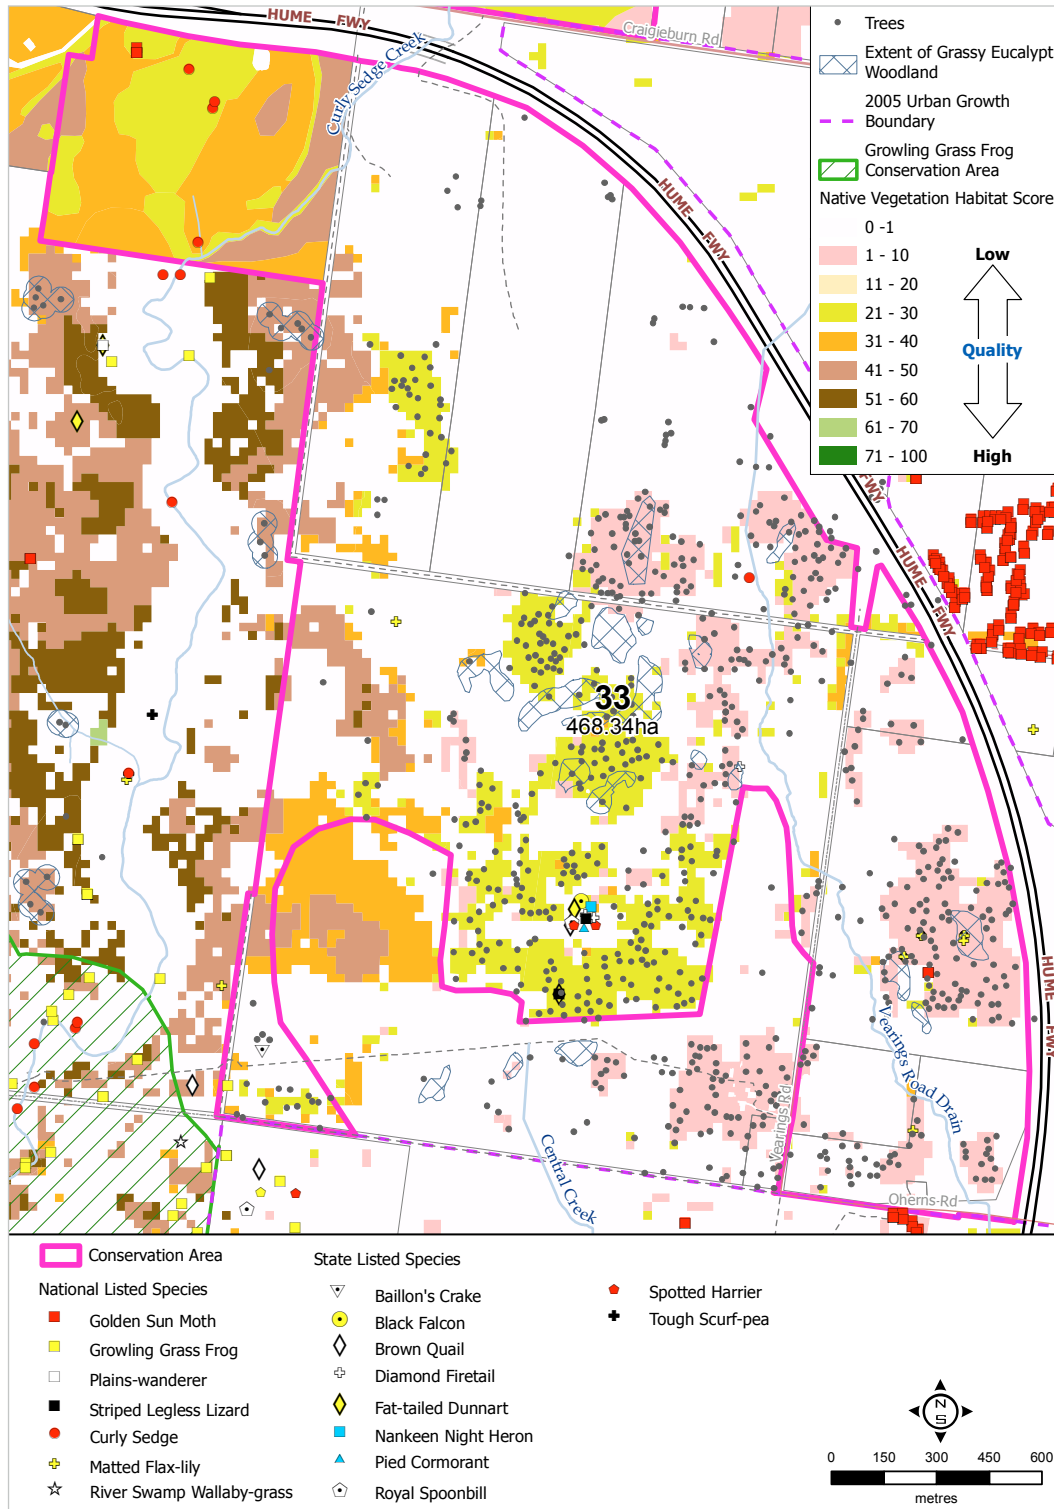 HUME FWY
Craigieburn Rd
Curly Sedge Creek
HUME FWY
FWY
HUME FWY
HUME FWY
33
468.34ha
Vearings Road Drain
Vearings Rd
Central Creek
Oherns Rd
Trees
Extent of Grassy Eucalypt
Woodland
2005 Urban Growth
Boundary
Growling Grass Frog
Conservation Area
Native Vegetation Habitat Score
0 -1
1 - 10
11 - 20
21 - 30
31 - 40
41 - 50
51 - 60
61 - 70
71 - 100
Low
Quality
High
Conservation Area
National Listed Species
Golden Sun Moth
Growling Grass Frog
Plains-wanderer
Striped Legless Lizard
Curly Sedge
Matted Flax-lily
River Swamp Wallaby-grass
State Listed Species
Baillon's Crake
Black Falcon
Brown Quail
Diamond Firetail
Fat-tailed Dunnart
Nankeen Night Heron
Pied Cormorant
Royal Spoonbill
Spotted Harrier
Tough Scurf-pea
N
S
0 150 300 450 600
metres